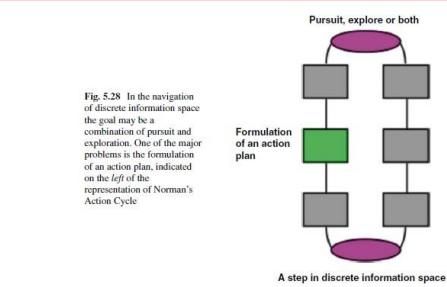 Pursuit, explore or both
Fig. 5.28 In the navigation
of discrete information space
the goal may be a
combination of pursuit and
exploration. One of the major
problems is the formulation
of an action plan, indicated
on the left of the
representation of Norman's
Action Cycle
Formulation
of an action
plan
A step in discrete information space